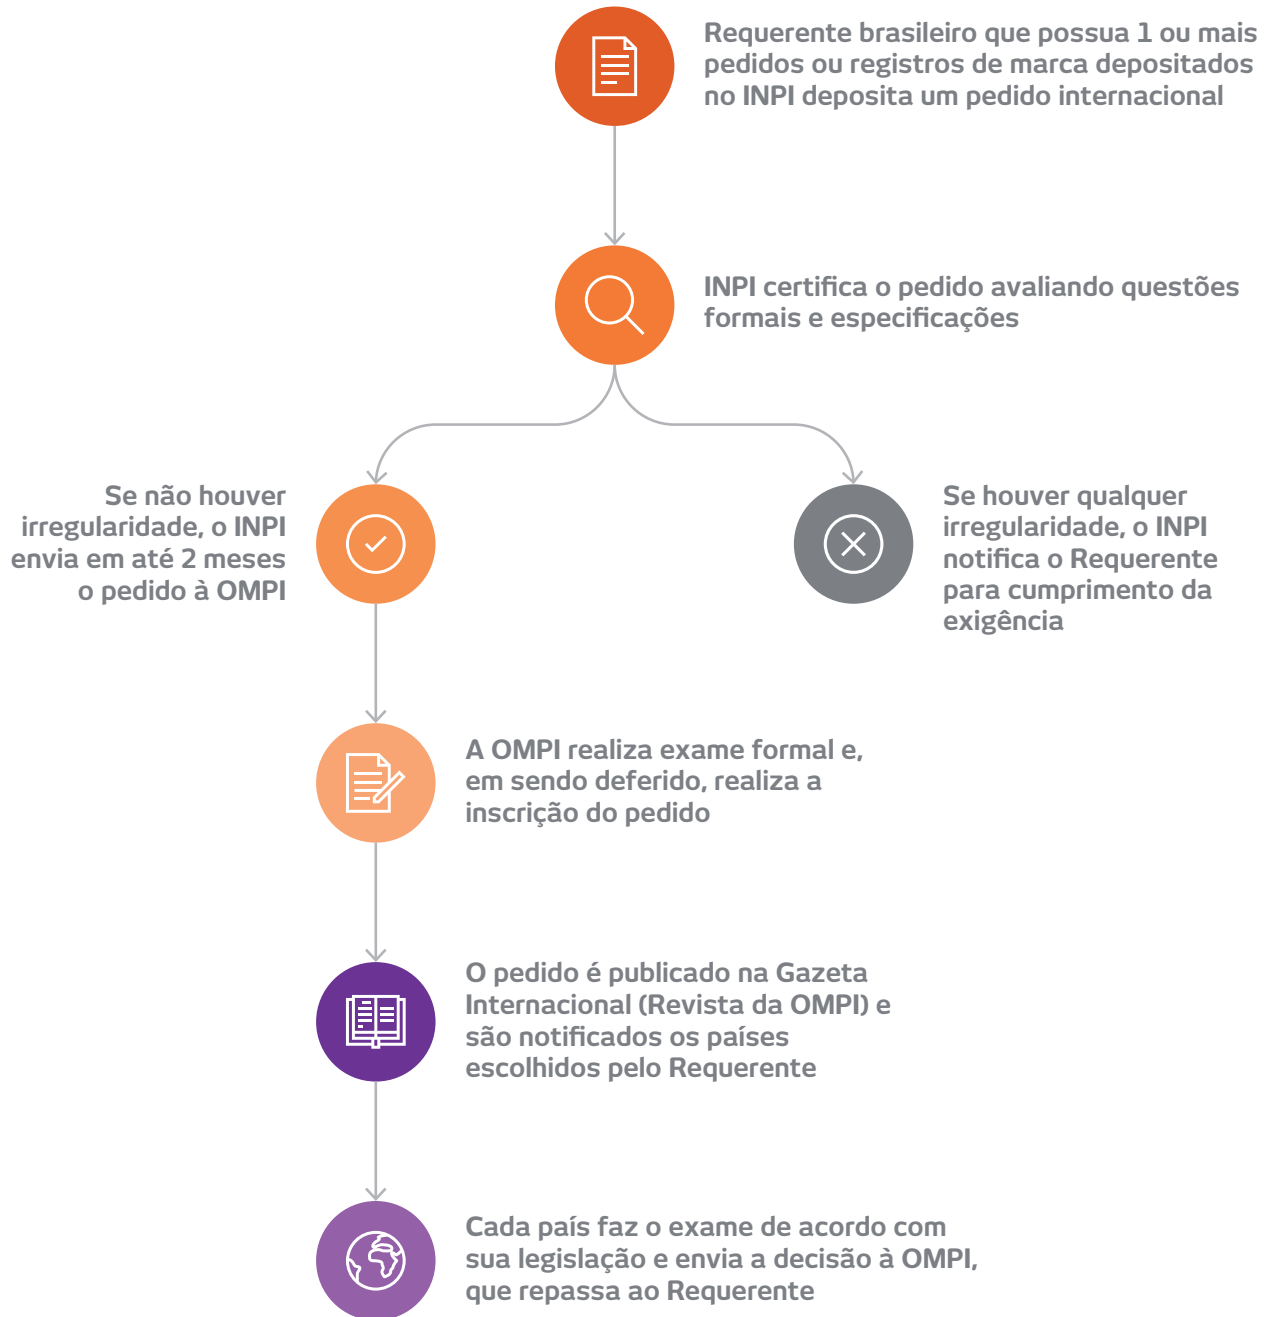 Requerente brasileiro que possua 1 ou mais
pedidos ou registros de marca depositados
no INPI deposita um pedido internacional
INPI certifica o pedido avaliando questões
formais e especificações
Se não houver
irregularidade, o INPI
envia em até 2 meses
o pedido à OMPI
Se houver qualquer
irregularidade, o INPI
notifica o Requerente
para cumprimento da
exigência
A OMPI realiza exame formal e,
em sendo deferido, realiza a
inscrição do pedido
O pedido é publicado na Gazeta
Internacional (Revista da OMPI) e
são notificados os países
escolhidos pelo Requerente
Cada país faz o exame de acordo com
sua legislação e envia a decisão à OMPI,
que repassa ao Requerente